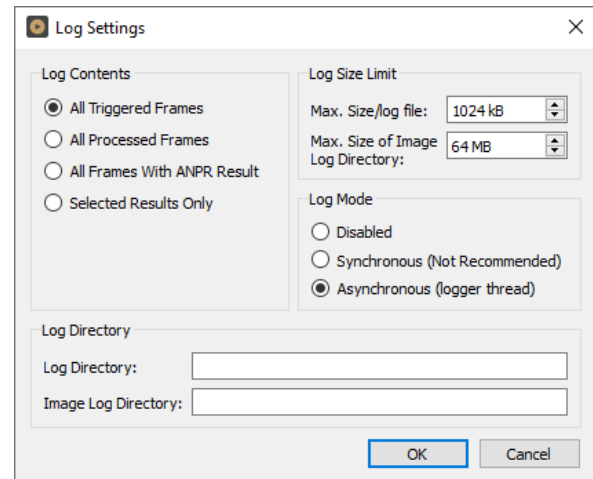 Log Settings
Log Contents
All Triggered Frames
All Processed Frames
All Frames With ANPR Result
Selected Results Only
Log Size Limit
Max. Size/log file: 1024 kB
Max. Size of Image
Log Directory: 64 MB
Log Mode
Disabled
Synchronous (Not Recommended)
Asynchronous (logger thread)
Log Directory
Log Directory:
Image Log Directory:
OK Cancel